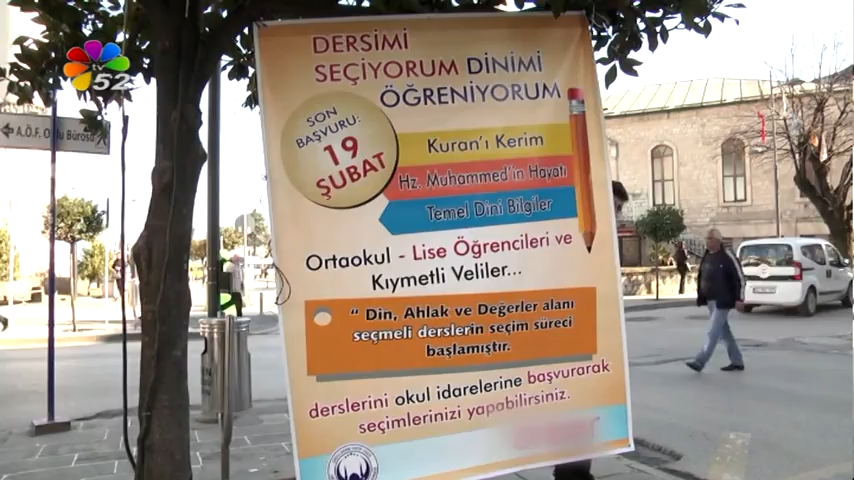 tv
52
A.Ö.F. Ordu Bürosu
DERSİMİ
SEÇİYORUM DİNİMİ
ÖĞRENİYORUM
SON
BAŞVURU:
19
ŞUBAT
Kuran'ı Kerim
Hz. Muhammed'in Hayatı
Temel Dini Bilgiler
Ortaokul - Lise Öğrencileri ve
Kıymetli Veliler...
" Din, Ahlak ve Değerler alanı
seçmeli derslerin seçim süreci
başlamıştır.
derslerini okul idarelerine başvurarak
seçimlerinizi yapabilirsiniz.